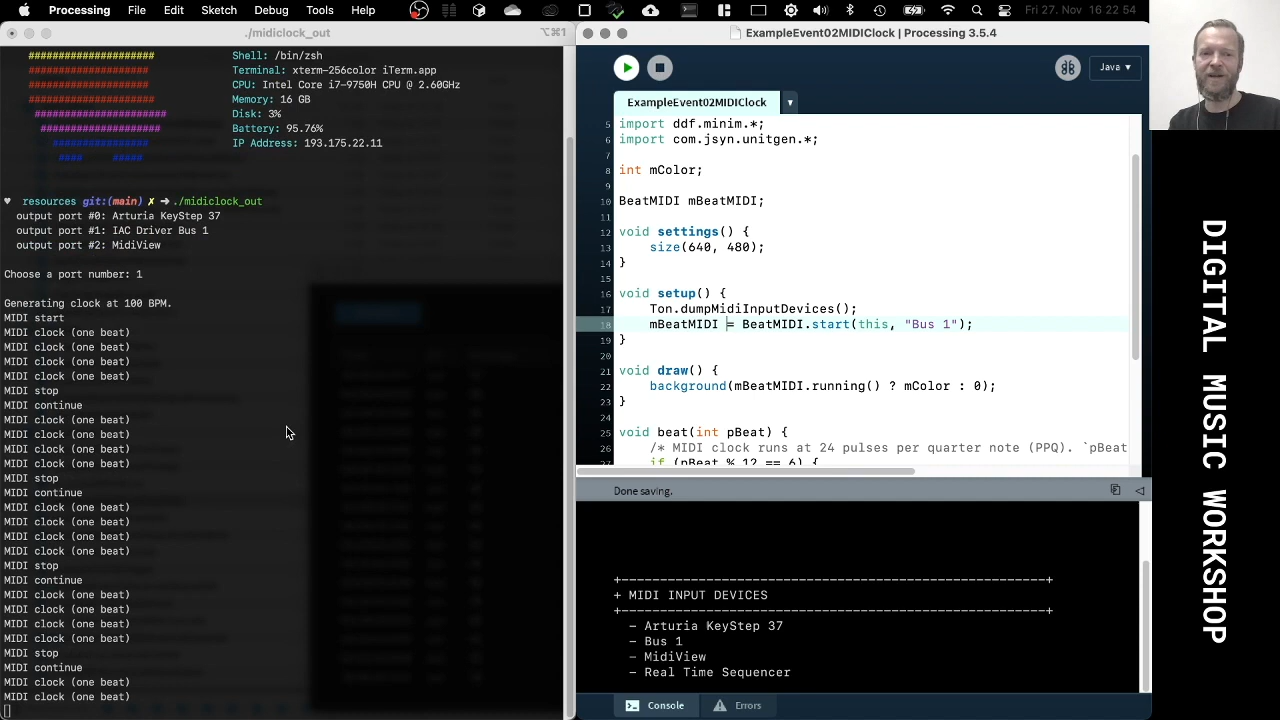 Processing File Edit Sketch Debug Tools Help Fri 27. Nov 16 22 54
./midiclock_out
⌥⌘1
##################### Shell: /bin/zsh
#################### Terminal: xterm-256color iTerm.app
#################### CPU: Intel Core i7-9750H CPU @ 2.60GHz
##################### Memory: 16 GB
###################### Disk: 3%
#################### Battery: 95.76%
################ IP Address: 193.175.22.11
#### #####
♥ resources git:(main) ✗ ➜ ./midiclock_out
output port #0: Arturia KeyStep 37
output port #1: IAC Driver Bus 1
output port #2: MidiView
Choose a port number: 1
Generating clock at 100 BPM.
MIDI start
MIDI clock (one beat)
MIDI clock (one beat)
MIDI clock (one beat)
MIDI clock (one beat)
MIDI stop
MIDI continue
MIDI clock (one beat)
MIDI clock (one beat)
MIDI clock (one beat)
MIDI clock (one beat)
MIDI stop
MIDI continue
MIDI clock (one beat)
MIDI clock (one beat)
MIDI clock (one beat)
MIDI clock (one beat)
MIDI stop
MIDI continue
MIDI clock (one beat)
MIDI clock (one beat)
MIDI clock (one beat)
MIDI clock (one beat)
MIDI stop
MIDI continue
MIDI clock (one beat)
MIDI clock (one beat)
ExampleEvent02MIDIClock | Processing 3.5.4
Java ▾
ExampleEvent02MIDIClock ▾
5 import ddf.minim.*;
6 import com.jsyn.unitgen.*;
7
8 int mColor;
9
10 BeatMIDI mBeatMIDI;
11
12 void settings() {
13 size(640, 480);
14 }
15
16 void setup() {
17 Ton.dumpMidiInputDevices();
18 mBeatMIDI = BeatMIDI.start(this, "Bus 1");
19 }
20
21 void draw() {
22 background(mBeatMIDI.running() ? mColor : 0);
23 }
24
25 void beat(int pBeat) {
26 /* MIDI clock runs at 24 pulses per quarter note (PPQ). `pBeat
27 if (pBeat % 12 == 6) {
Done saving.
+-------------------------------------------------------+
+ MIDI INPUT DEVICES
+-------------------------------------------------------+
- Arturia KeyStep 37
- Bus 1
- MidiView
- Real Time Sequencer
Console Errors
DIGITAL MUSIC WORKSHOP